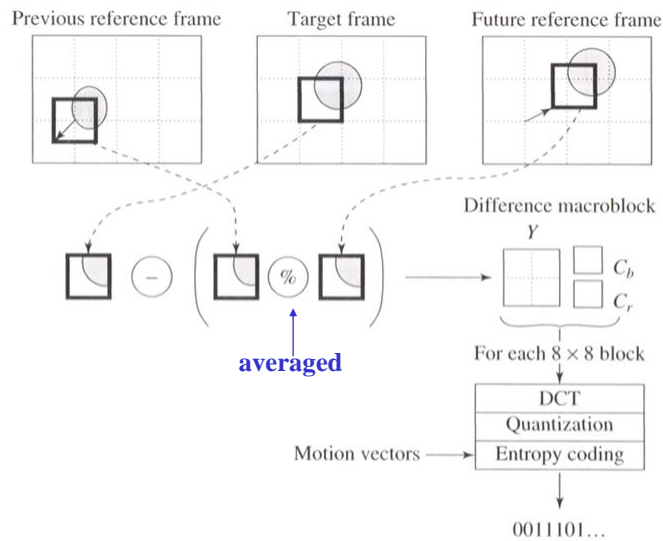 Previous reference frame
Target frame
Future reference frame
Difference macroblock
Y
−
%
C_b
C_r
averaged
For each 8 × 8 block
DCT
Quantization
Motion vectors
Entropy coding
0011101...